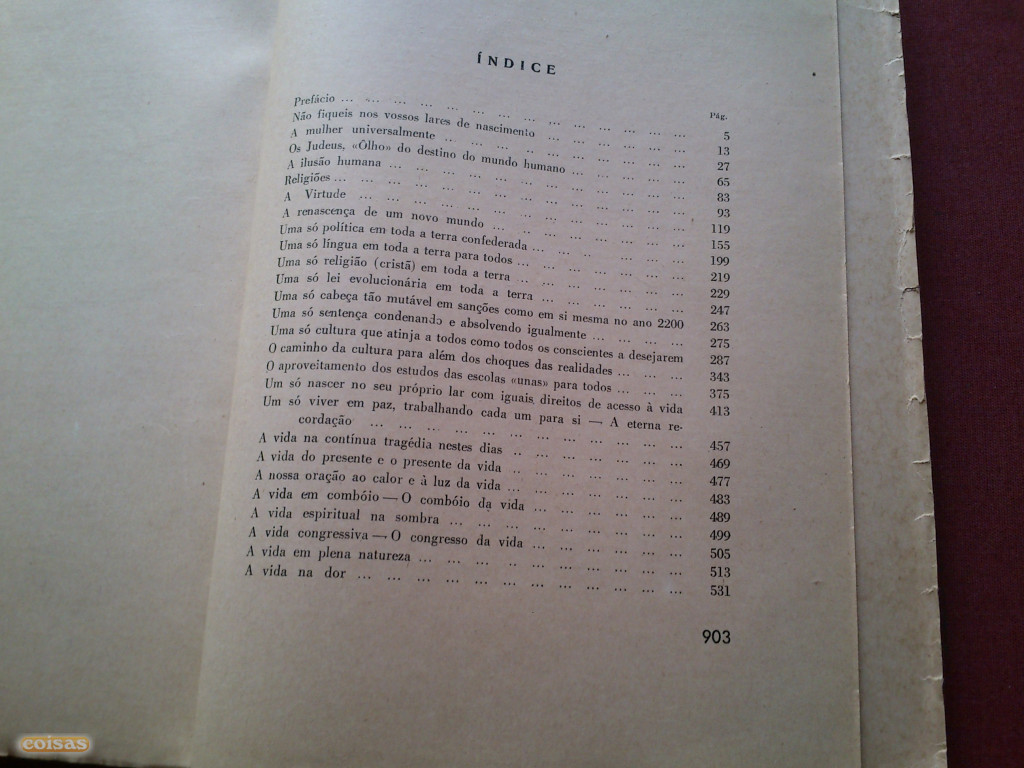 ÍNDICE
Pág.
Prefácio ... ... ... ... ... ... ... ... ... ... ... ... ... 5
Não fiqueis nos vossos lares de nascimento ... ... ... ... ... ... 13
A mulher universalmente ... ... ... ... ... ... ... ... ... 27
Os Judeus, «Ôlho» do destino do mundo humano ... ... ... ... ... 65
A ilusão humana ... ... ... ... ... ... ... ... ... ... ... 83
Religiões ... ... ... ... ... ... ... ... ... ... ... ... ... 93
A Virtude ... ... ... ... ... ... ... ... ... ... ... ... 119
A renascença de um novo mundo ... ... ... ... ... ... ... ... 155
Uma só política em toda a terra confederada ... ... ... ... ... ... 199
Uma só língua em toda a terra para todos ... ... ... ... ... ... 219
Uma só religião (cristã) em toda a terra ... ... ... ... ... ... 229
Uma só lei evolucionária em toda a terra ... ... ... ... ... ... 247
Uma só cabeça tão mutável em sanções como em si mesma no ano 2200 263
Uma só sentença condenando e absolvendo igualmente ... ... ... ... 275
Uma só cultura que atinja a todos como todos os conscientes a desejarem 287
O caminho da cultura para além dos choques das realidades ... ... ... 343
O aproveitamento dos estudos das escolas «unas» para todos ... ... ... 375
Um só nascer no seu próprio lar com iguais direitos de acesso à vida 413
Um só viver em paz, trabalhando cada um para si — A eterna re-
cordação ... ... ... ... ... ... ... ... ... ... ... ... 457
A vida na contínua tragédia nestes dias ... ... ... ... ... ... ... 469
A vida do presente e o presente da vida ... ... ... ... ... ... ... 477
A nossa oração ao calor e à luz da vida ... ... ... ... ... ... ... 483
A vida em combóio — O combóio da vida ... ... ... ... ... ... 489
A vida espiritual na sombra ... ... ... ... ... ... ... ... ... 499
A vida congressiva — O congresso da vida ... ... ... ... ... ... 505
A vida em plena natureza ... ... ... ... ... ... ... ... ... ... 513
A vida na dor ... ... ... ... ... ... ... ... ... ... ... ... 531
903
coisas